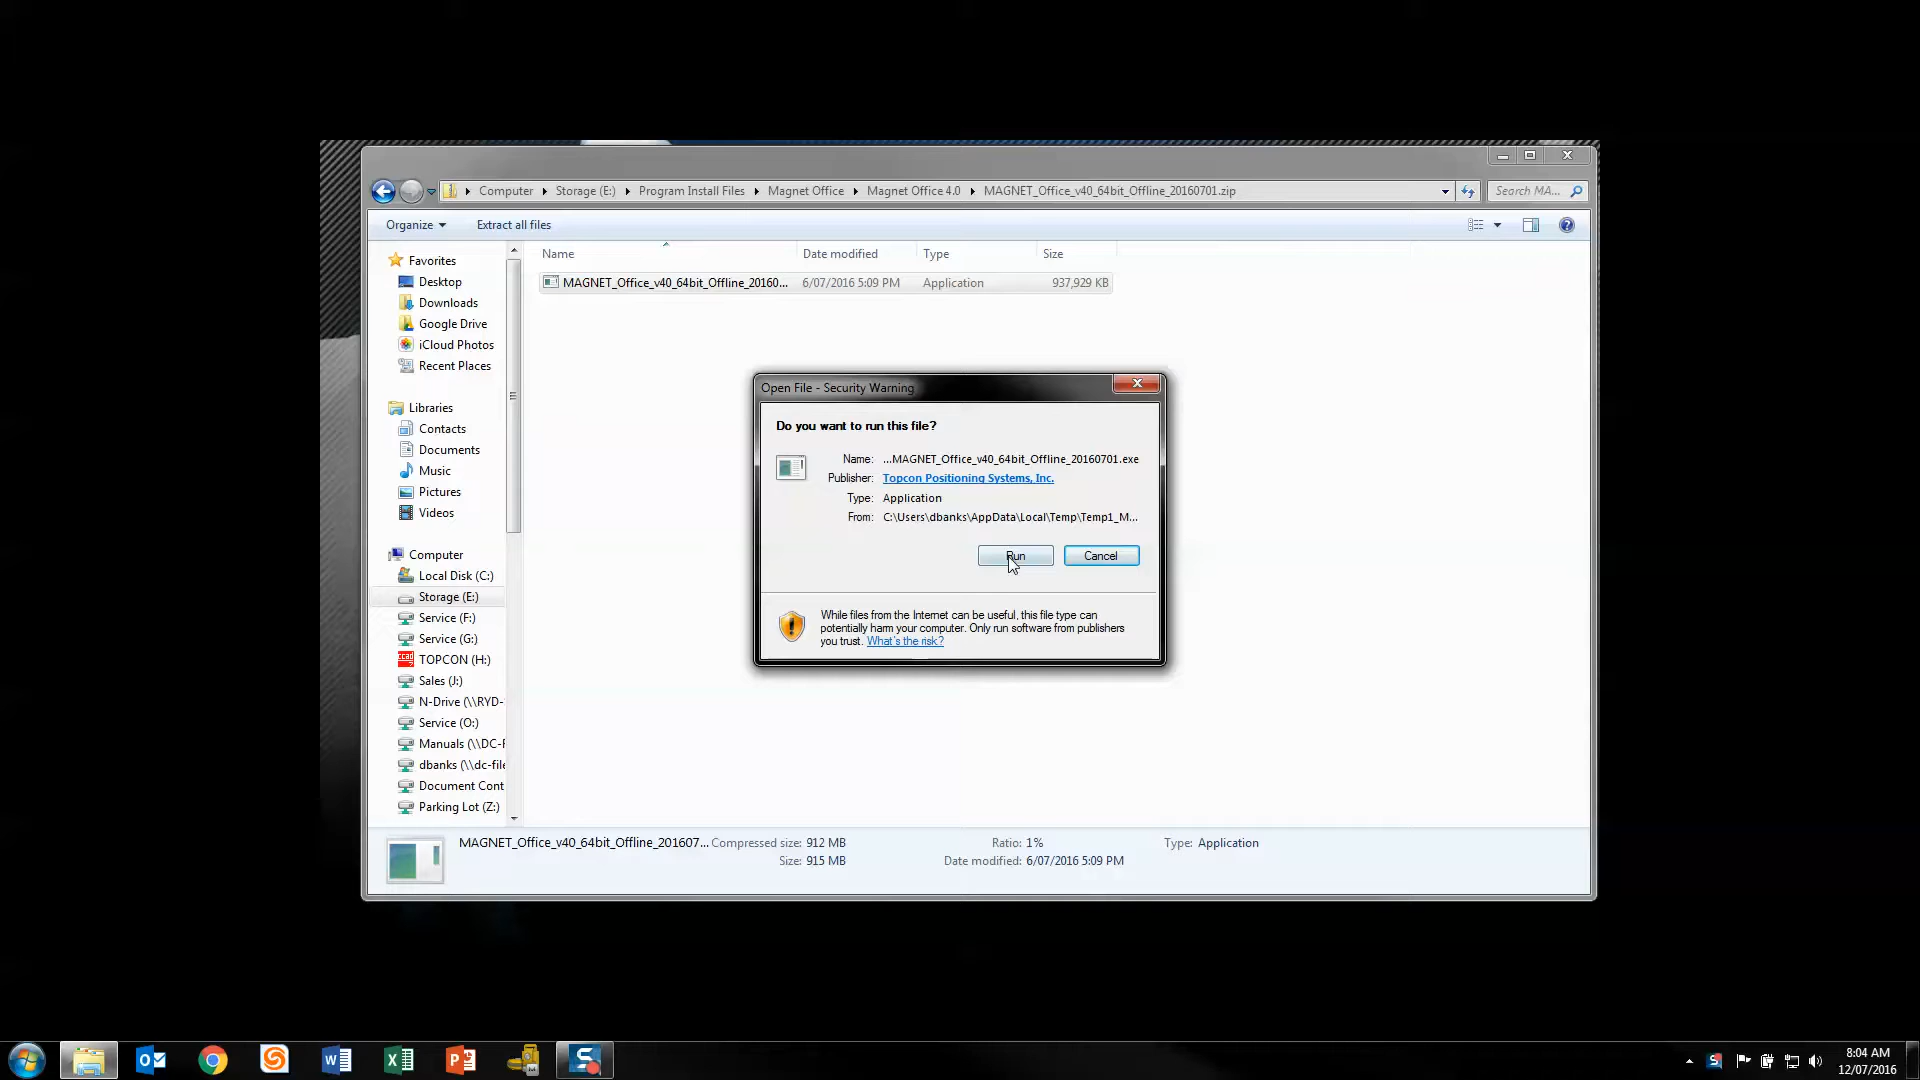 Computer Storage (E:) Program Install Files Magnet Office Magnet Office 4.0 MAGNET_Office_v40_64bit_Offline_20160701.zip Search MA...
Organize Extract all files
Name Date modified Type Size
MAGNET_Office_v40_64bit_Offline_20160... 6/07/2016 5:09 PM Application 937,929 KB
Favorites
Desktop
Downloads
Google Drive
iCloud Photos
Recent Places
Libraries
Contacts
Documents
Music
Pictures
Videos
Computer
Local Disk (C:)
Storage (E:)
Service (F:)
Service (G:)
TOPCON (H:)
Sales (J:)
N-Drive (\\RYD-
Service (O:)
Manuals (\\DC-F
dbanks (\\dc-file
Document Cont
Parking Lot (Z:)
Open File - Security Warning
Do you want to run this file?
Name: ...MAGNET_Office_v40_64bit_Offline_20160701.exe
Publisher: Topcon Positioning Systems, Inc.
Type: Application
From: C:\Users\dbanks\AppData\Local\Temp\Temp1_M...
Run Cancel
While files from the Internet can be useful, this file type can
potentially harm your computer. Only run software from publishers
you trust. What's the risk?
MAGNET_Office_v40_64bit_Offline_201607... Compressed size: 912 MB Ratio: 1% Type: Application
Size: 915 MB Date modified: 6/07/2016 5:09 PM
8:04 AM
12/07/2016